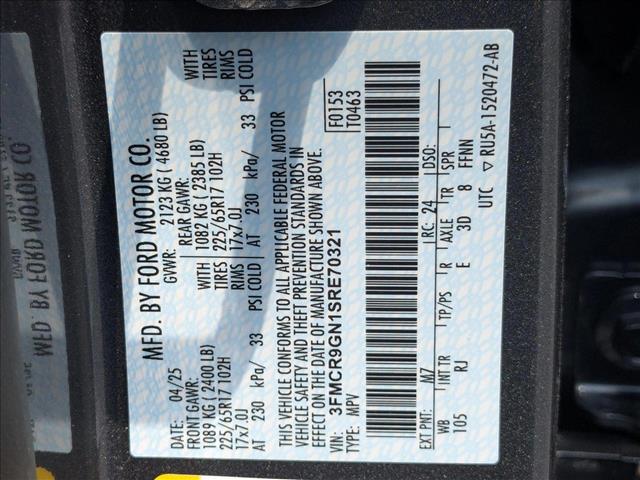 MFD. BY FORD MOTOR CO.
DATE: 04/25 GVWR: 2123 KG ( 4680 LB)
FRONT GAWR: REAR GAWR: WITH
1089 KG ( 2400 LB) 1082 KG ( 2385 LB) TIRES
225/65R17 102H TIRES 225/65R17 102H RIMS
17x7.0J RIMS 17x7.0J
AT 230 kPa/ 33 PSI COLD AT 230 kPa/ 33 PSI COLD
THIS VEHICLE CONFORMS TO ALL APPLICABLE FEDERAL MOTOR
VEHICLE SAFETY AND THEFT PREVENTION STANDARDS IN
EFFECT ON THE DATE OF MANUFACTURE SHOWN ABOVE.
VIN: 3FMCR9GN1SRE70321 F0153
TYPE: MPV T0463
EXT PNT: M7 RC: 24 DSO:
WB INT TR TP/PS R AXLE TR SPR
105 RJ E 3D 8 FFNN
UTC ▽ RU5A-1520472-AB
MFD. BY FORD MOTOR CO.